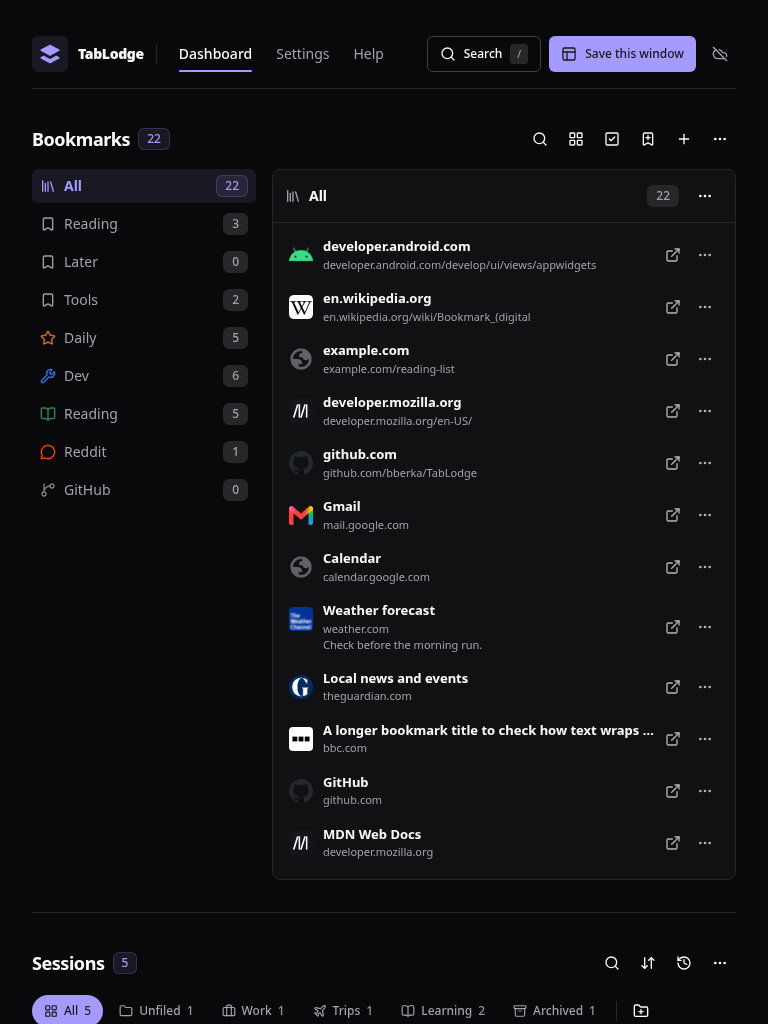 TabLodge
Dashboard
Settings
Help
Search /
Save this window
Bookmarks 22
All 22
Reading 3
Later 0
Tools 2
Daily 5
Dev 6
Reading 5
Reddit 1
GitHub 0
All 22
developer.android.com
developer.android.com/develop/ui/views/appwidgets
en.wikipedia.org
en.wikipedia.org/wiki/Bookmark_(digital
example.com
example.com/reading-list
developer.mozilla.org
developer.mozilla.org/en-US/
github.com
github.com/bberka/TabLodge
Gmail
mail.google.com
Calendar
calendar.google.com
The Weather Channel
Weather forecast
weather.com
Check before the morning run.
Local news and events
theguardian.com
A longer bookmark title to check how text wraps ...
bbc.com
GitHub
github.com
MDN Web Docs
developer.mozilla.org
Sessions 5
All 5
Unfiled 1
Work 1
Trips 1
Learning 2
Archived 1